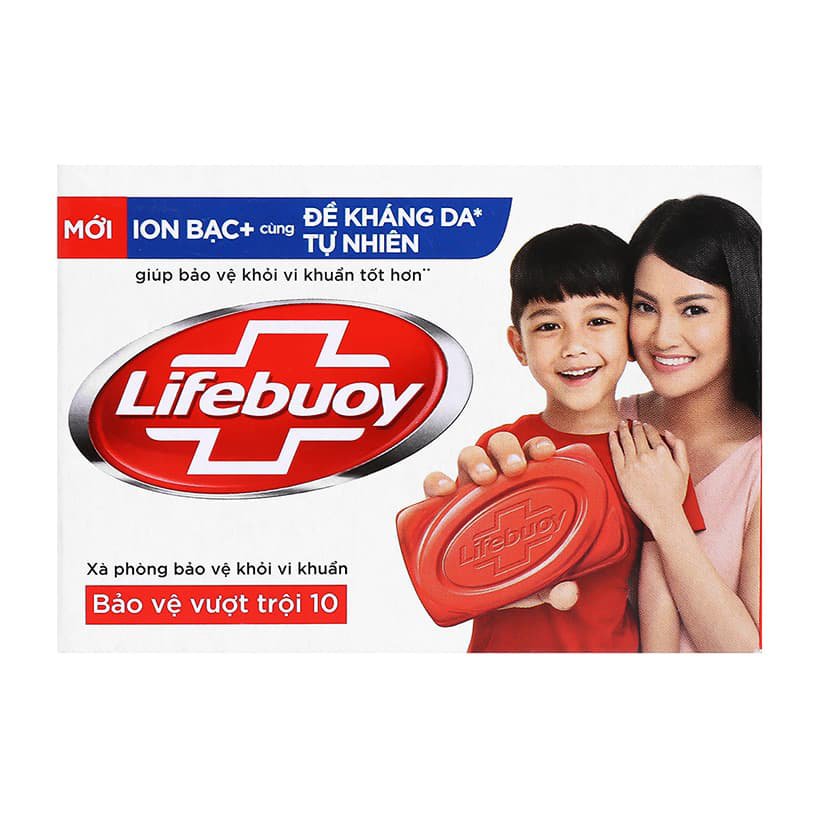 MỚI
ION BẠC+ cùng ĐỀ KHÁNG DA*
TỰ NHIÊN
giúp bảo vệ khỏi vi khuẩn tốt hơn**
Lifebuoy
Lifebuoy
Xà phòng bảo vệ khỏi vi khuẩn
Bảo vệ vượt trội 10